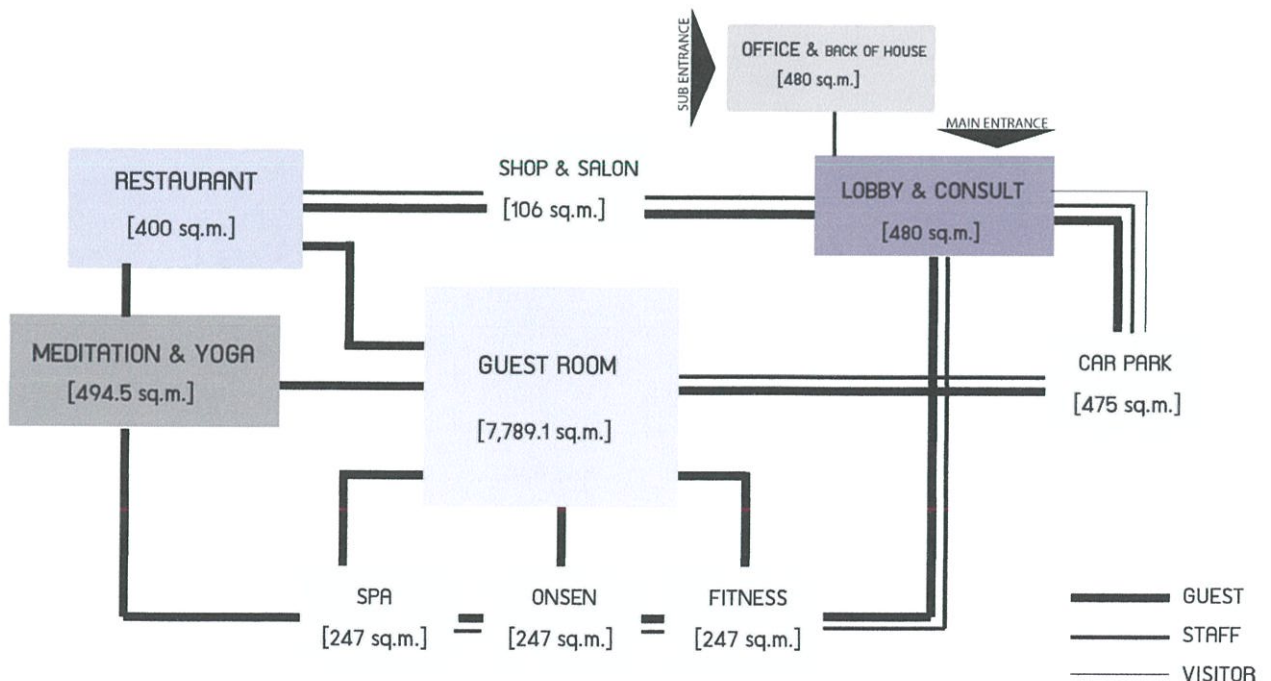 SUB ENTRANCE
OFFICE & BACK OF HOUSE
[480 sq.m.]
MAIN ENTRANCE
RESTAURANT
[400 sq.m.]
SHOP & SALON
[106 sq.m.]
LOBBY & CONSULT
[480 sq.m.]
MEDITATION & YOGA
[494.5 sq.m.]
GUEST ROOM
[7,789.1 sq.m.]
CAR PARK
[475 sq.m.]
SPA
[247 sq.m.]
ONSEN
[247 sq.m.]
FITNESS
[247 sq.m.]
GUEST
STAFF
VISITOR